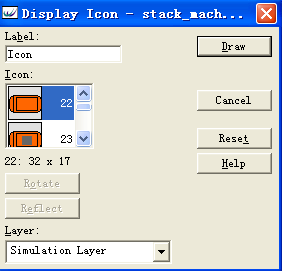 Display Icon - stack_mach...
Label:
Icon
Draw
Icon:
22
Cancel
23
Reset
22: 32 x 17
Help
Rotate
Reflect
Layer:
Simulation Layer